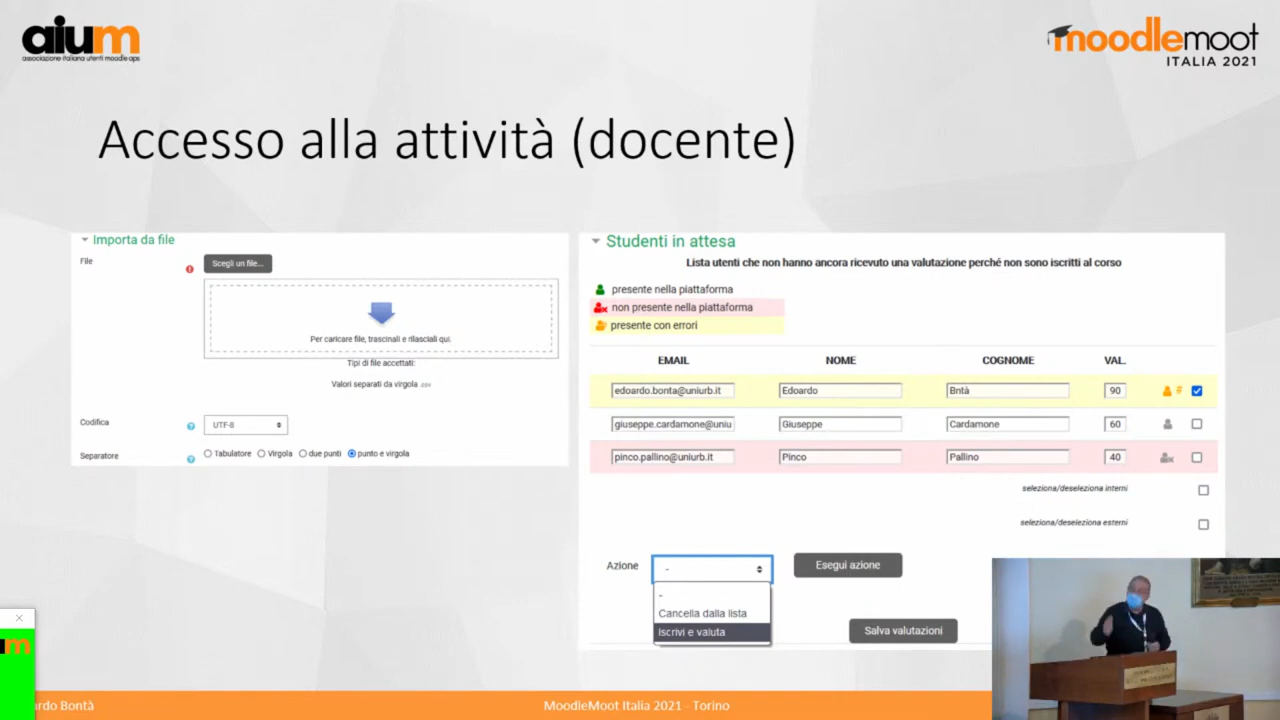 aium
associazione italiana utenti moodle aps
moodlemoot
ITALIA 2021
Accesso alla attività (docente)
Importa da file
File
Scegli un file...
Per caricare file, trascinali e rilasciali qui.
Tipi di file accettati:
Valori separati da virgola .csv
Codifica
UTF-8
Separatore
Tabulatore Virgola due punti punto e virgola
Studenti in attesa
Lista utenti che non hanno ancora ricevuto una valutazione perché non sono iscritti al corso
presente nella piattaforma
non presente nella piattaforma
presente con errori
EMAIL NOME COGNOME VAL.
edoardo.bonta@uniurb.it Edoardo Bntà 90
giuseppe.cardamone@uniu Giuseppe Cardamone 60
pinco.pallino@uniurb.it Pinco Pallino 40
seleziona/deseleziona interni
seleziona/deseleziona esterni
Azione - Esegui azione
-
Cancella dalla lista
Iscrivi e valuta
Salva valutazioni
um
rdo Bontà
MoodleMoot Italia 2021 - Torino